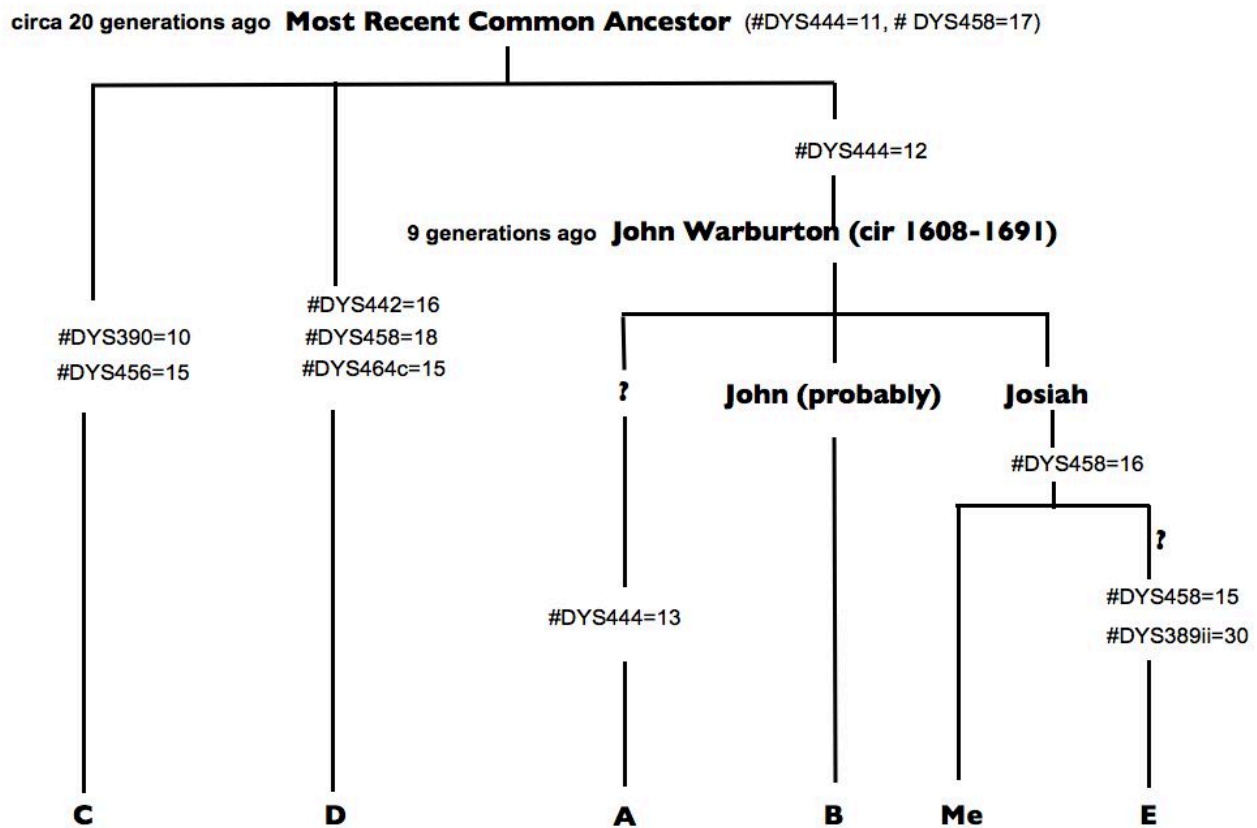 circa 20 generations ago Most Recent Common Ancestor (#DYS444=11, # DYS458=17)
#DYS444=12
9 generations ago John Warburton (cir 1608-1691)
#DYS442=16
#DYS390=10 #DYS458=18
#DYS456=15 #DYS464c=15
? John (probably) Josiah
#DYS458=16
?
#DYS458=15
#DYS444=13
#DYS389ii=30
C D A B Me E